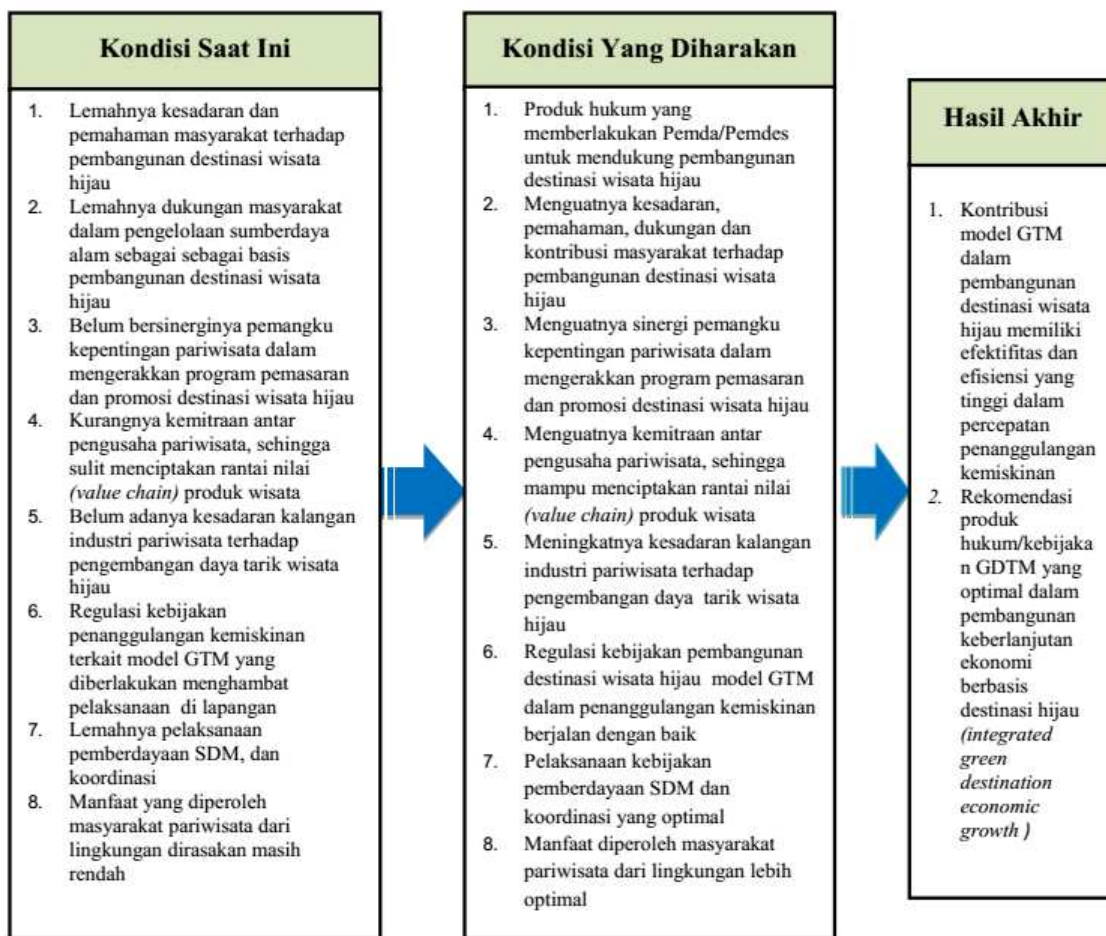 Kondisi Saat Ini
1. Lemahnya kesadaran dan
pemahaman masyarakat terhadap
pembangunan destinasi wisata
hijau
2. Lemahnya dukungan masyarakat
dalam pengelolaan sumberdaya
alam sebagai sebagai basis
pembangunan destinasi wisata
hijau
3. Belum bersinerginya pemangku
kepentingan pariwisata dalam
mengerakkan program pemasaran
dan promosi destinasi wisata hijau
4. Kurangnya kemitraan antar
pengusaha pariwisata, sehingga
sulit menciptakan rantai nilai
(value chain) produk wisata
5. Belum adanya kesadaran kalangan
industri pariwisata terhadap
pengembangan daya tarik wisata
hijau
6. Regulasi kebijakan
penanggulangan kemiskinan
terkait model GTM yang
diberlakukan menghambat
pelaksanaan di lapangan
7. Lemahnya pelaksanaan
pemberdayaan SDM, dan
koordinasi
8. Manfaat yang diperoleh
masyarakat pariwisata dari
lingkungan dirasakan masih
rendah
Kondisi Yang Diharakan
1. Produk hukum yang
memberlakukan Pemda/Pemdes
untuk mendukung pembangunan
destinasi wisata hijau
2. Menguatnya kesadaran,
pemahaman, dukungan dan
kontribusi masyarakat terhadap
pembangunan destinasi wisata
hijau
3. Menguatnya sinergi pemangku
kepentingan pariwisata dalam
mengerakkan program pemasaran
dan promosi destinasi wisata hijau
4. Menguatnya kemitraan antar
pengusaha pariwisata, sehingga
mampu menciptakan rantai nilai
(value chain) produk wisata
5. Meningkatnya kesadaran kalangan
industri pariwisata terhadap
pengembangan daya tarik wisata
hijau
6. Regulasi kebijakan pembangunan
destinasi wisata hijau model GTM
dalam penanggulangan kemiskinan
berjalan dengan baik
7. Pelaksanaan kebijakan
pemberdayaan SDM dan
koordinasi yang optimal
8. Manfaat diperoleh masyarakat
pariwisata dari lingkungan lebih
optimal
Hasil Akhir
1. Kontribusi
model GTM
dalam
pembangunan
destinasi wisata
hijau memiliki
efektifitas dan
efisiensi yang
tinggi dalam
percepatan
penanggulangan
kemiskinan
2. Rekomendasi
produk
hukum/kebijaka
n GDTM yang
optimal dalam
pembangunan
keberlanjutan
ekonomi
berbasis
destinasi hijau
(integrated
green
destination
economic
growth )